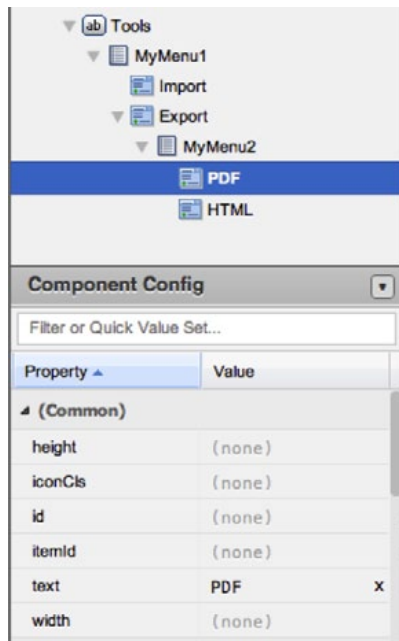 ab Tools
MyMenu1
Import
Export
MyMenu2
PDF
HTML
Component Config
Filter or Quick Value Set...
Property Value
(Common)
height (none)
iconCls (none)
id (none)
itemId (none)
text PDF x
width (none)